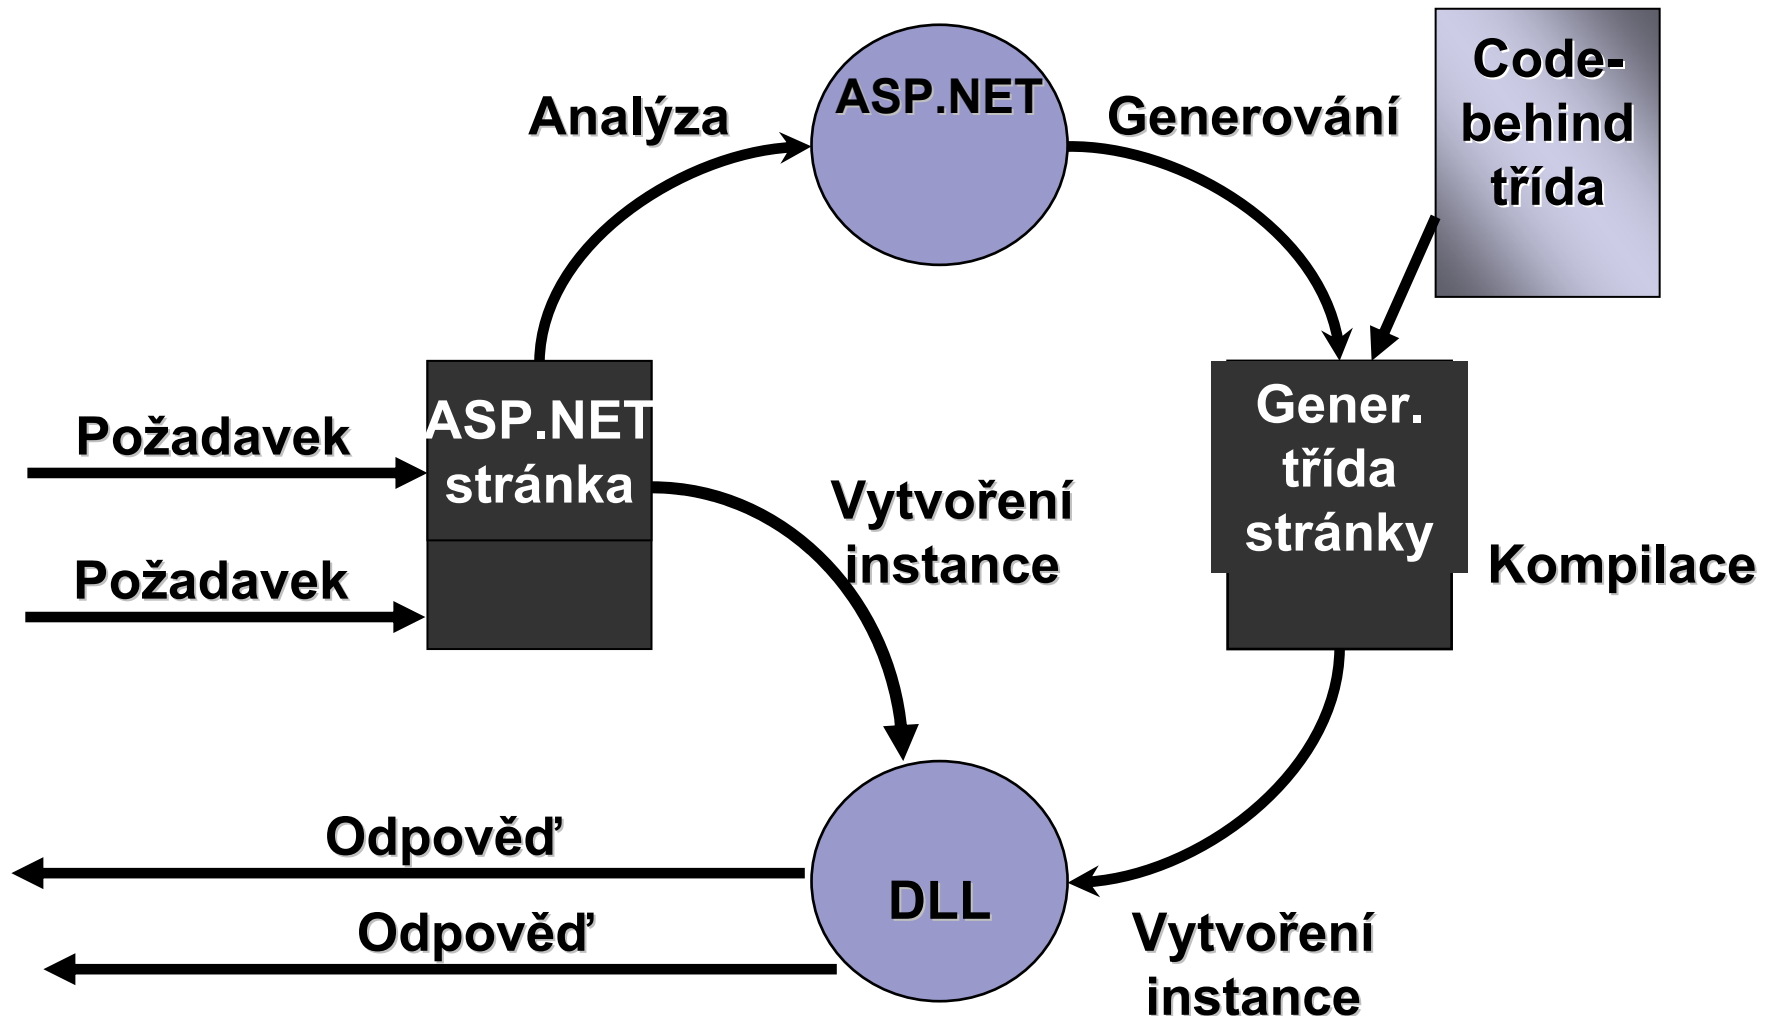 Analýza
ASP.NET
Generování
Code-
behind
třída
Požadavek
ASP.NET
stránka
Požadavek
Vytvoření
instance
Gener.
třída
stránky
Kompilace
Odpověď
Odpověď
DLL
Vytvoření
instance